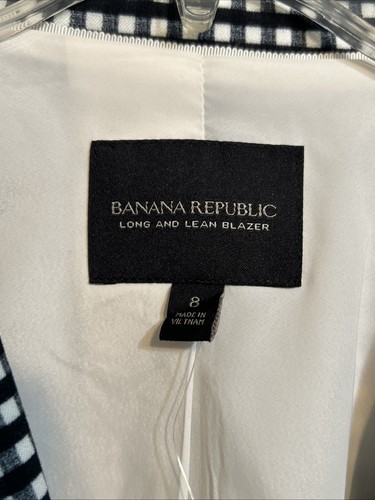 BANANA REPUBLIC
LONG AND LEAN BLAZER
8
MADE IN
VIETNAM